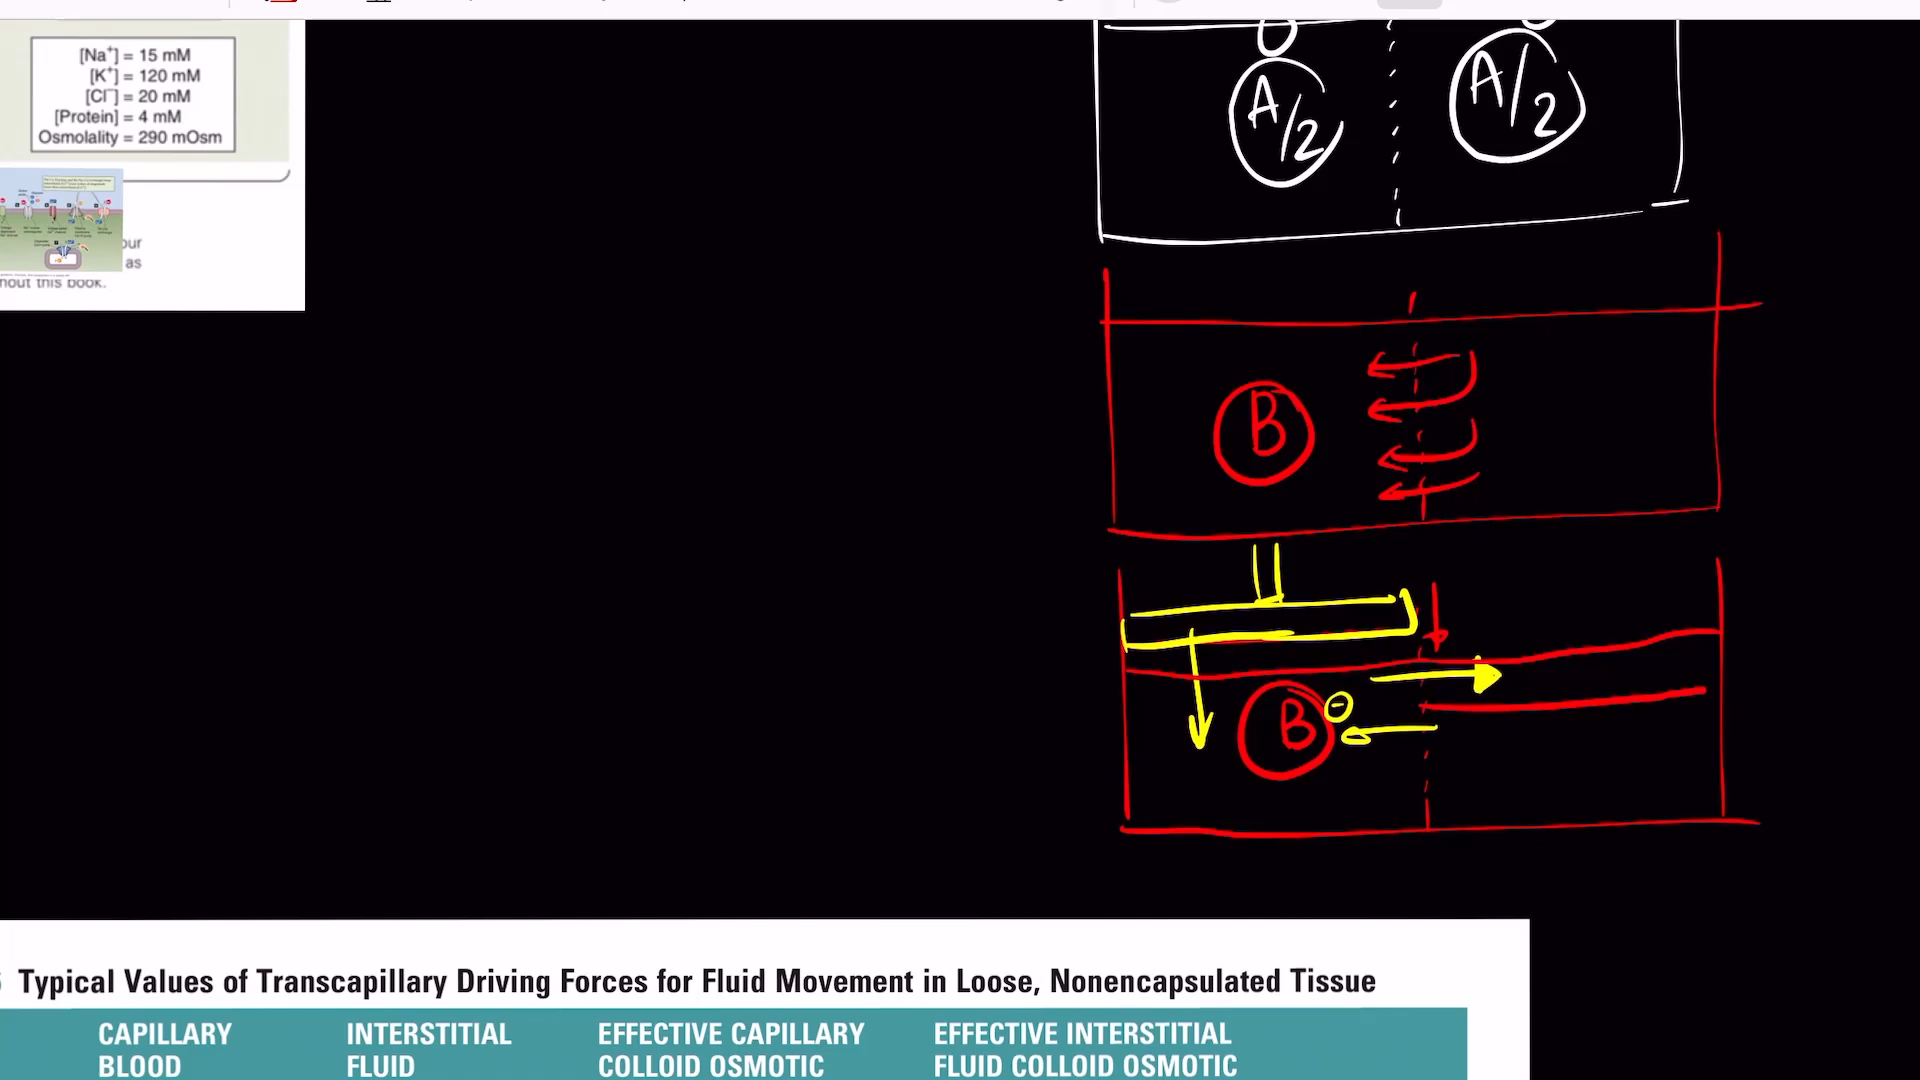 [Na⁺] = 15 mM
[K⁺] = 120 mM
[Cl⁻] = 20 mM
[Protein] = 4 mM
Osmolality = 290 mOsm
our
as
hout this book.
A/2 A/2
B
B ⊖
Typical Values of Transcapillary Driving Forces for Fluid Movement in Loose, Nonencapsulated Tissue
CAPILLARY INTERSTITIAL EFFECTIVE CAPILLARY EFFECTIVE INTERSTITIAL
BLOOD FLUID COLLOID OSMOTIC FLUID COLLOID OSMOTIC